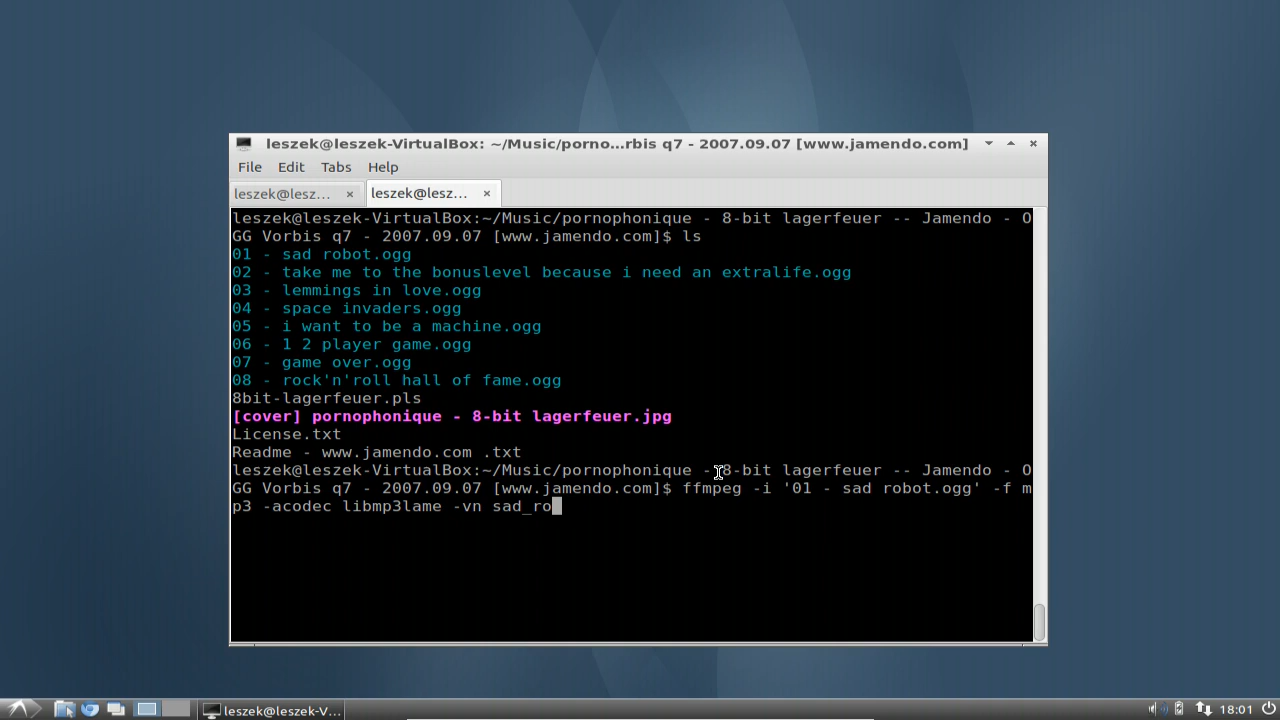 leszek@leszek-VirtualBox: ~/Music/porno...rbis q7 - 2007.09.07 [www.jamendo.com]
File Edit Tabs Help
leszek@lesz... leszek@lesz...
leszek@leszek-VirtualBox:~/Music/pornophonique - 8-bit lagerfeuer -- Jamendo - O
GG Vorbis q7 - 2007.09.07 [www.jamendo.com]$ ls
01 - sad robot.ogg
02 - take me to the bonuslevel because i need an extralife.ogg
03 - lemmings in love.ogg
04 - space invaders.ogg
05 - i want to be a machine.ogg
06 - 1 2 player game.ogg
07 - game over.ogg
08 - rock'n'roll hall of fame.ogg
8bit-lagerfeuer.pls
[cover] pornophonique - 8-bit lagerfeuer.jpg
License.txt
Readme - www.jamendo.com .txt
leszek@leszek-VirtualBox:~/Music/pornophonique - 8-bit lagerfeuer -- Jamendo - O
GG Vorbis q7 - 2007.09.07 [www.jamendo.com]$ ffmpeg -i '01 - sad robot.ogg' -f m
p3 -acodec libmp3lame -vn sad_ro
leszek@leszek-V... 18:01